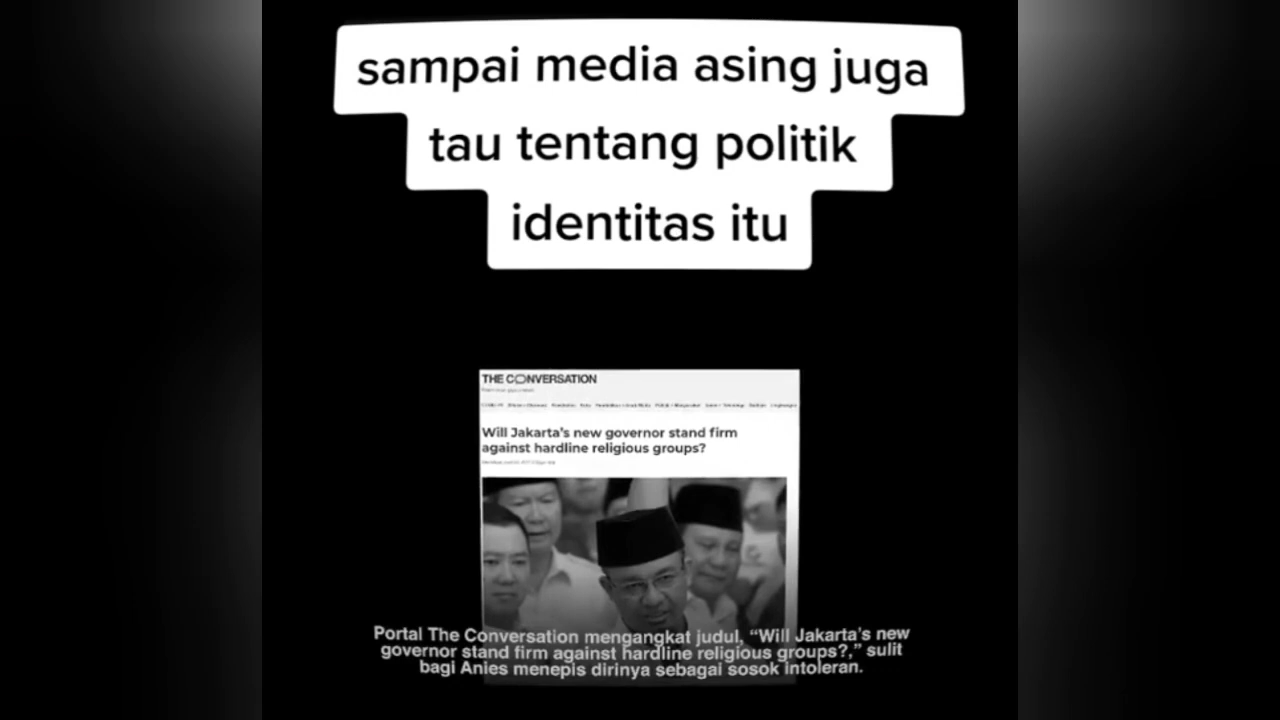 sampai media asing juga
tau tentang politik
identitas itu
THE CONVERSATION
Will Jakarta's new governor stand firm
against hardline religious groups?
Portal The Conversation mengangkat judul, “Will Jakarta's new
governor stand firm against hardline religious groups?,” sulit
bagi Anies menepis dirinya sebagai sosok intoleran.